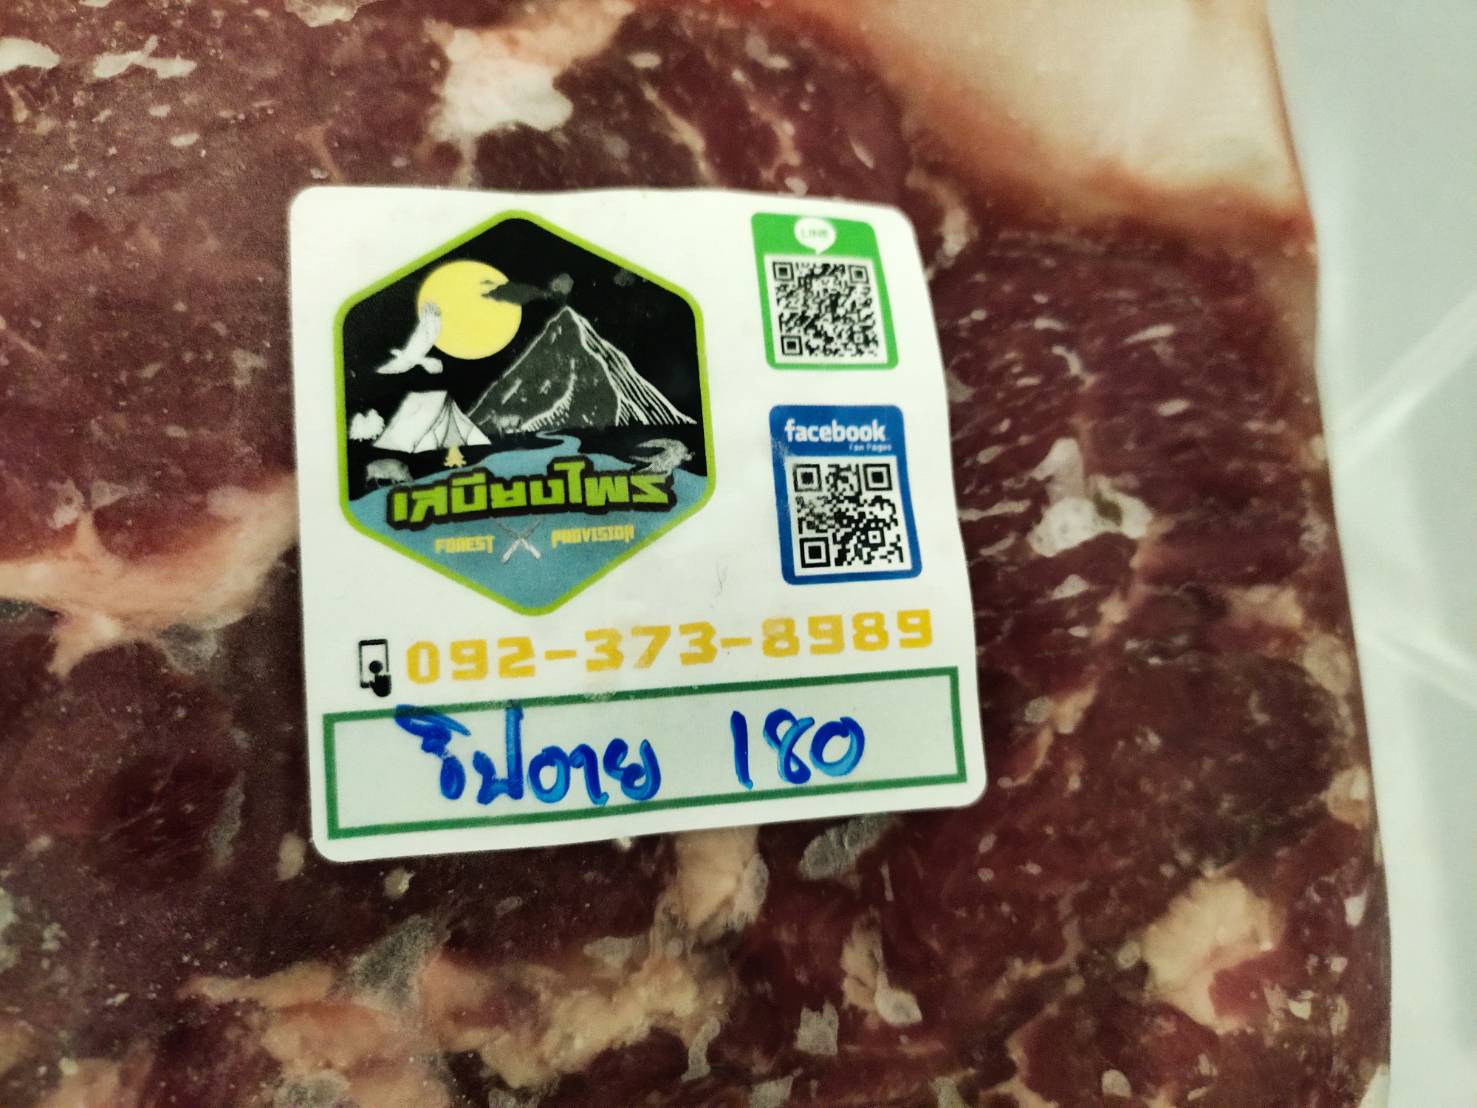 LINE
เสบียงไพร
FOREST PROVISION
facebook
Fan Pages
092-373-8989
ริปอาย 180